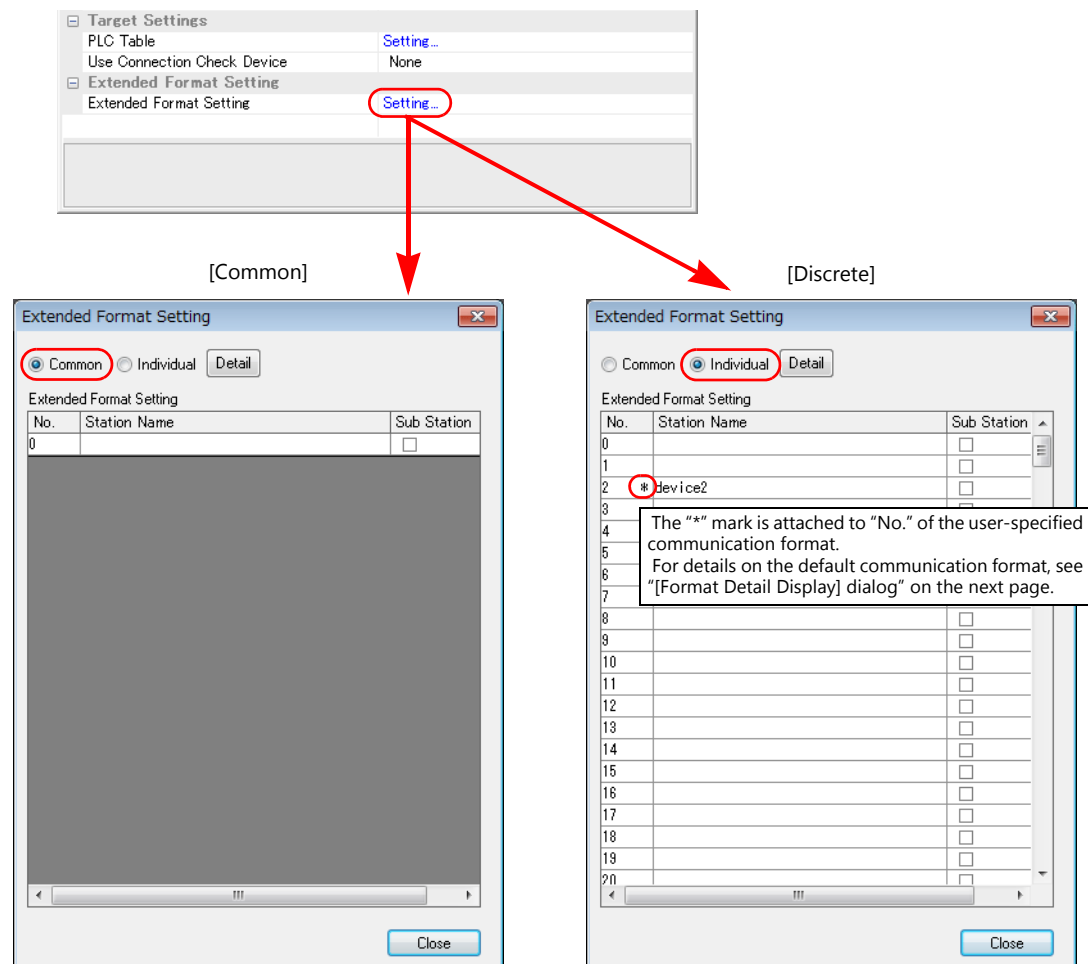 Target Settings
PLC Table Setting...
Use Connection Check Device None
Extended Format Setting
Extended Format Setting Setting...
[Common]
Extended Format Setting
Common Individual Detail
Extended Format Setting
No. Station Name Sub Station
0
Close
[Discrete]
Extended Format Setting
Common Individual Detail
Extended Format Setting
No. Station Name Sub Station
0
1
2 * device2
3
4
5
6
7
The “*” mark is attached to “No.” of the user-specified
communication format.
For details on the default communication format, see
“[Format Detail Display] dialog” on the next page.
8
9
10
11
12
13
14
15
16
17
18
19
20
Close